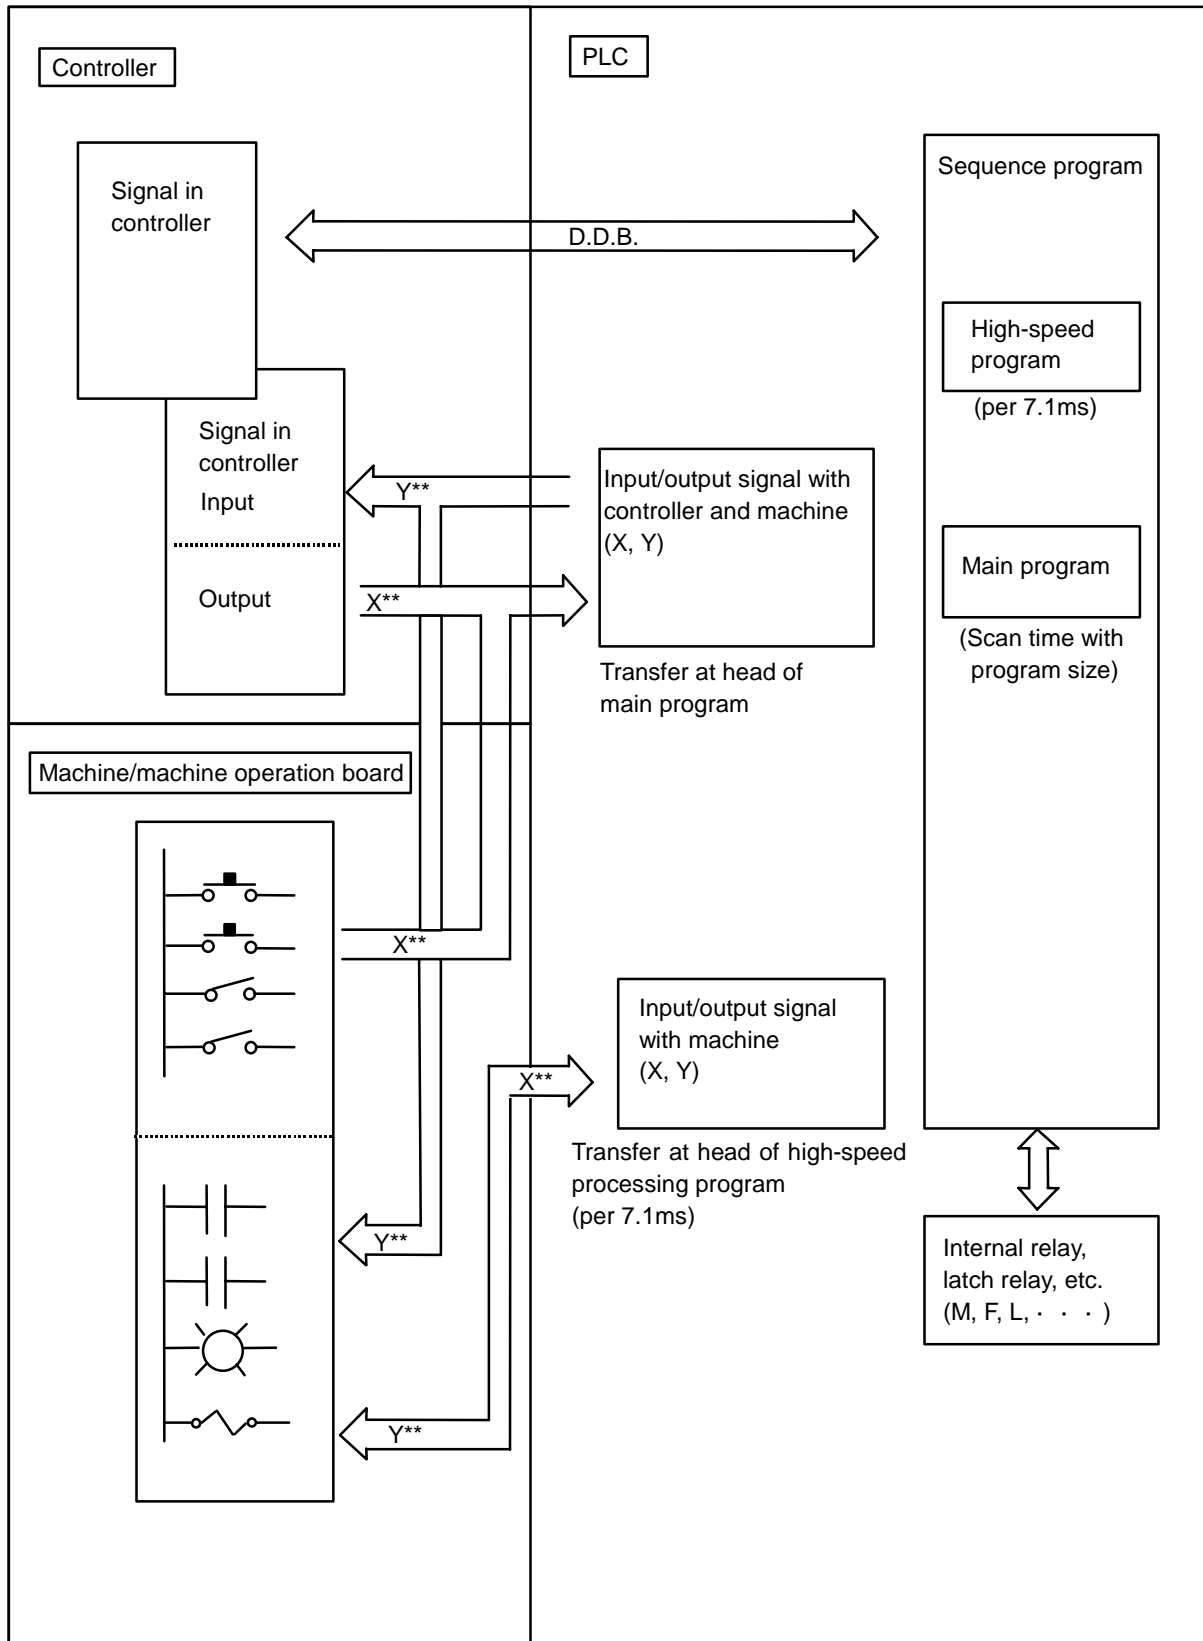 Controller
PLC
Signal in
controller
D.D.B.
Sequence program
High-speed
program
(per 7.1ms)
Signal in
controller
Input
Output
Y**
X**
Input/output signal with
controller and machine
(X, Y)
Transfer at head of
main program
Main program
(Scan time with
program size)
Machine/machine operation board
X**
Input/output signal
with machine
(X, Y)
X**
Transfer at head of high-speed
processing program
(per 7.1ms)
Y**
Y**
Internal relay,
latch relay, etc.
(M, F, L, · · · )